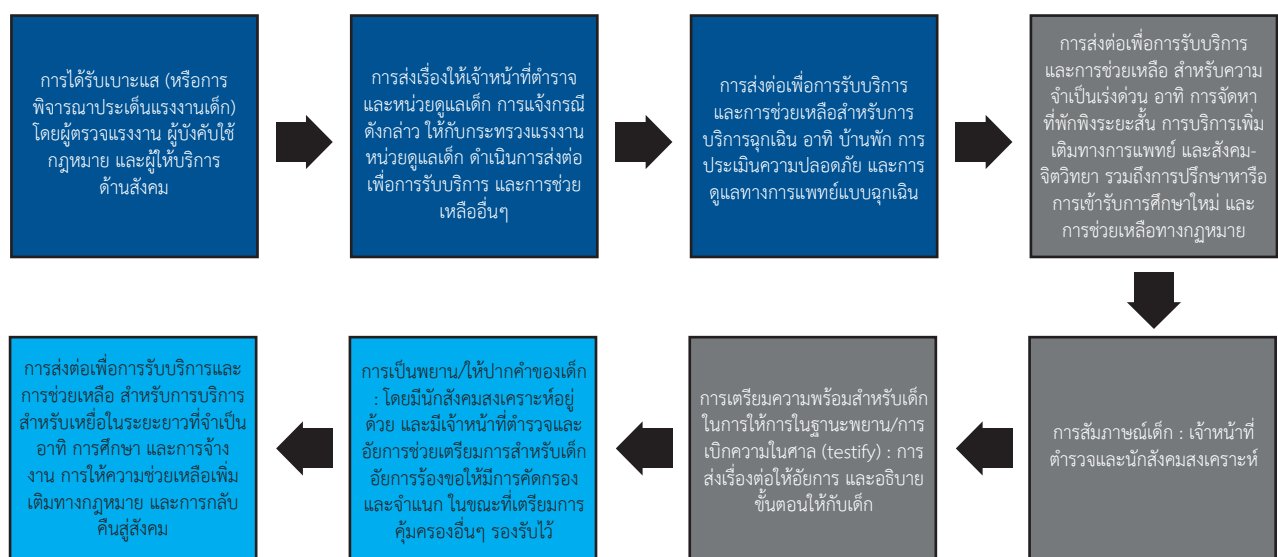 การได้รับเบาะแส (หรือการ
พิจารณาประเด็นแรงงานเด็ก)
โดยผู้ตรวจแรงงาน ผู้บังคับใช้
กฎหมาย และผู้ให้บริการ
ด้านสังคม
การส่งเรื่องให้เจ้าหน้าที่ตำราจ
และหน่วยดูแลเด็ก การแจ้งกรณี
ดังกล่าว ให้กับกระทรวงแรงงาน
หน่วยดูแลเด็ก ดำเนินการส่งต่อ
เพื่อการรับบริการ และการช่วย
เหลืออื่นๆ
การส่งต่อเพื่อการรับบริการ
และการช่วยเหลือสำหรับการ
บริการฉุกเฉิน อาทิ บ้านพัก การ
ประเมินความปลอดภัย และการ
ดูแลทางการแพทย์แบบฉุกเฉิน
การส่งต่อเพื่อการรับบริการ
และการช่วยเหลือ สำหรับความ
จำเป็นเร่งด่วน อาทิ การจัดหา
ที่พักพิงระยะสั้น การบริการเพิ่ม
เติมทางการแพทย์ และสังคม-
จิตวิทยา รวมถึงการปรึกษาหารือ
การเข้ารับการศึกษาใหม่ และ
การช่วยเหลือทางกฎหมาย
การสัมภาษณ์เด็ก : เจ้าหน้าที่
ตำรวจและนักสังคมสงเคราะห์
การเตรียมความพร้อมสำหรับเด็ก
ในการให้การในฐานะพยาน/การ
เบิกความในศาล (testify) : การ
ส่งเรื่องต่อให้อัยการ และอธิบาย
ขั้นตอนให้กับเด็ก
การเป็นพยาน/ให้ปากคำของเด็ก
: โดยมีนักสังคมสงเคราะห์อยู่
ด้วย และมีเจ้าหน้าที่ตำรวจและ
อัยการช่วยเตรียมการสำหรับเด็ก
อัยการร้องขอให้มีการคัดกรอง
และจำแนก ในขณะที่เตรียมการ
คุ้มครองอื่นๆ รองรับไว้
การส่งต่อเพื่อการรับบริการและ
การช่วยเหลือ สำหรับการบริการ
สำหรับเหยื่อในระยะยาวที่จำเป็น
อาทิ การศึกษา และการจ้าง
งาน การให้ความช่วยเหลือเพิ่ม
เติมทางกฎหมาย และการกลับ
คืนสู่สังคม